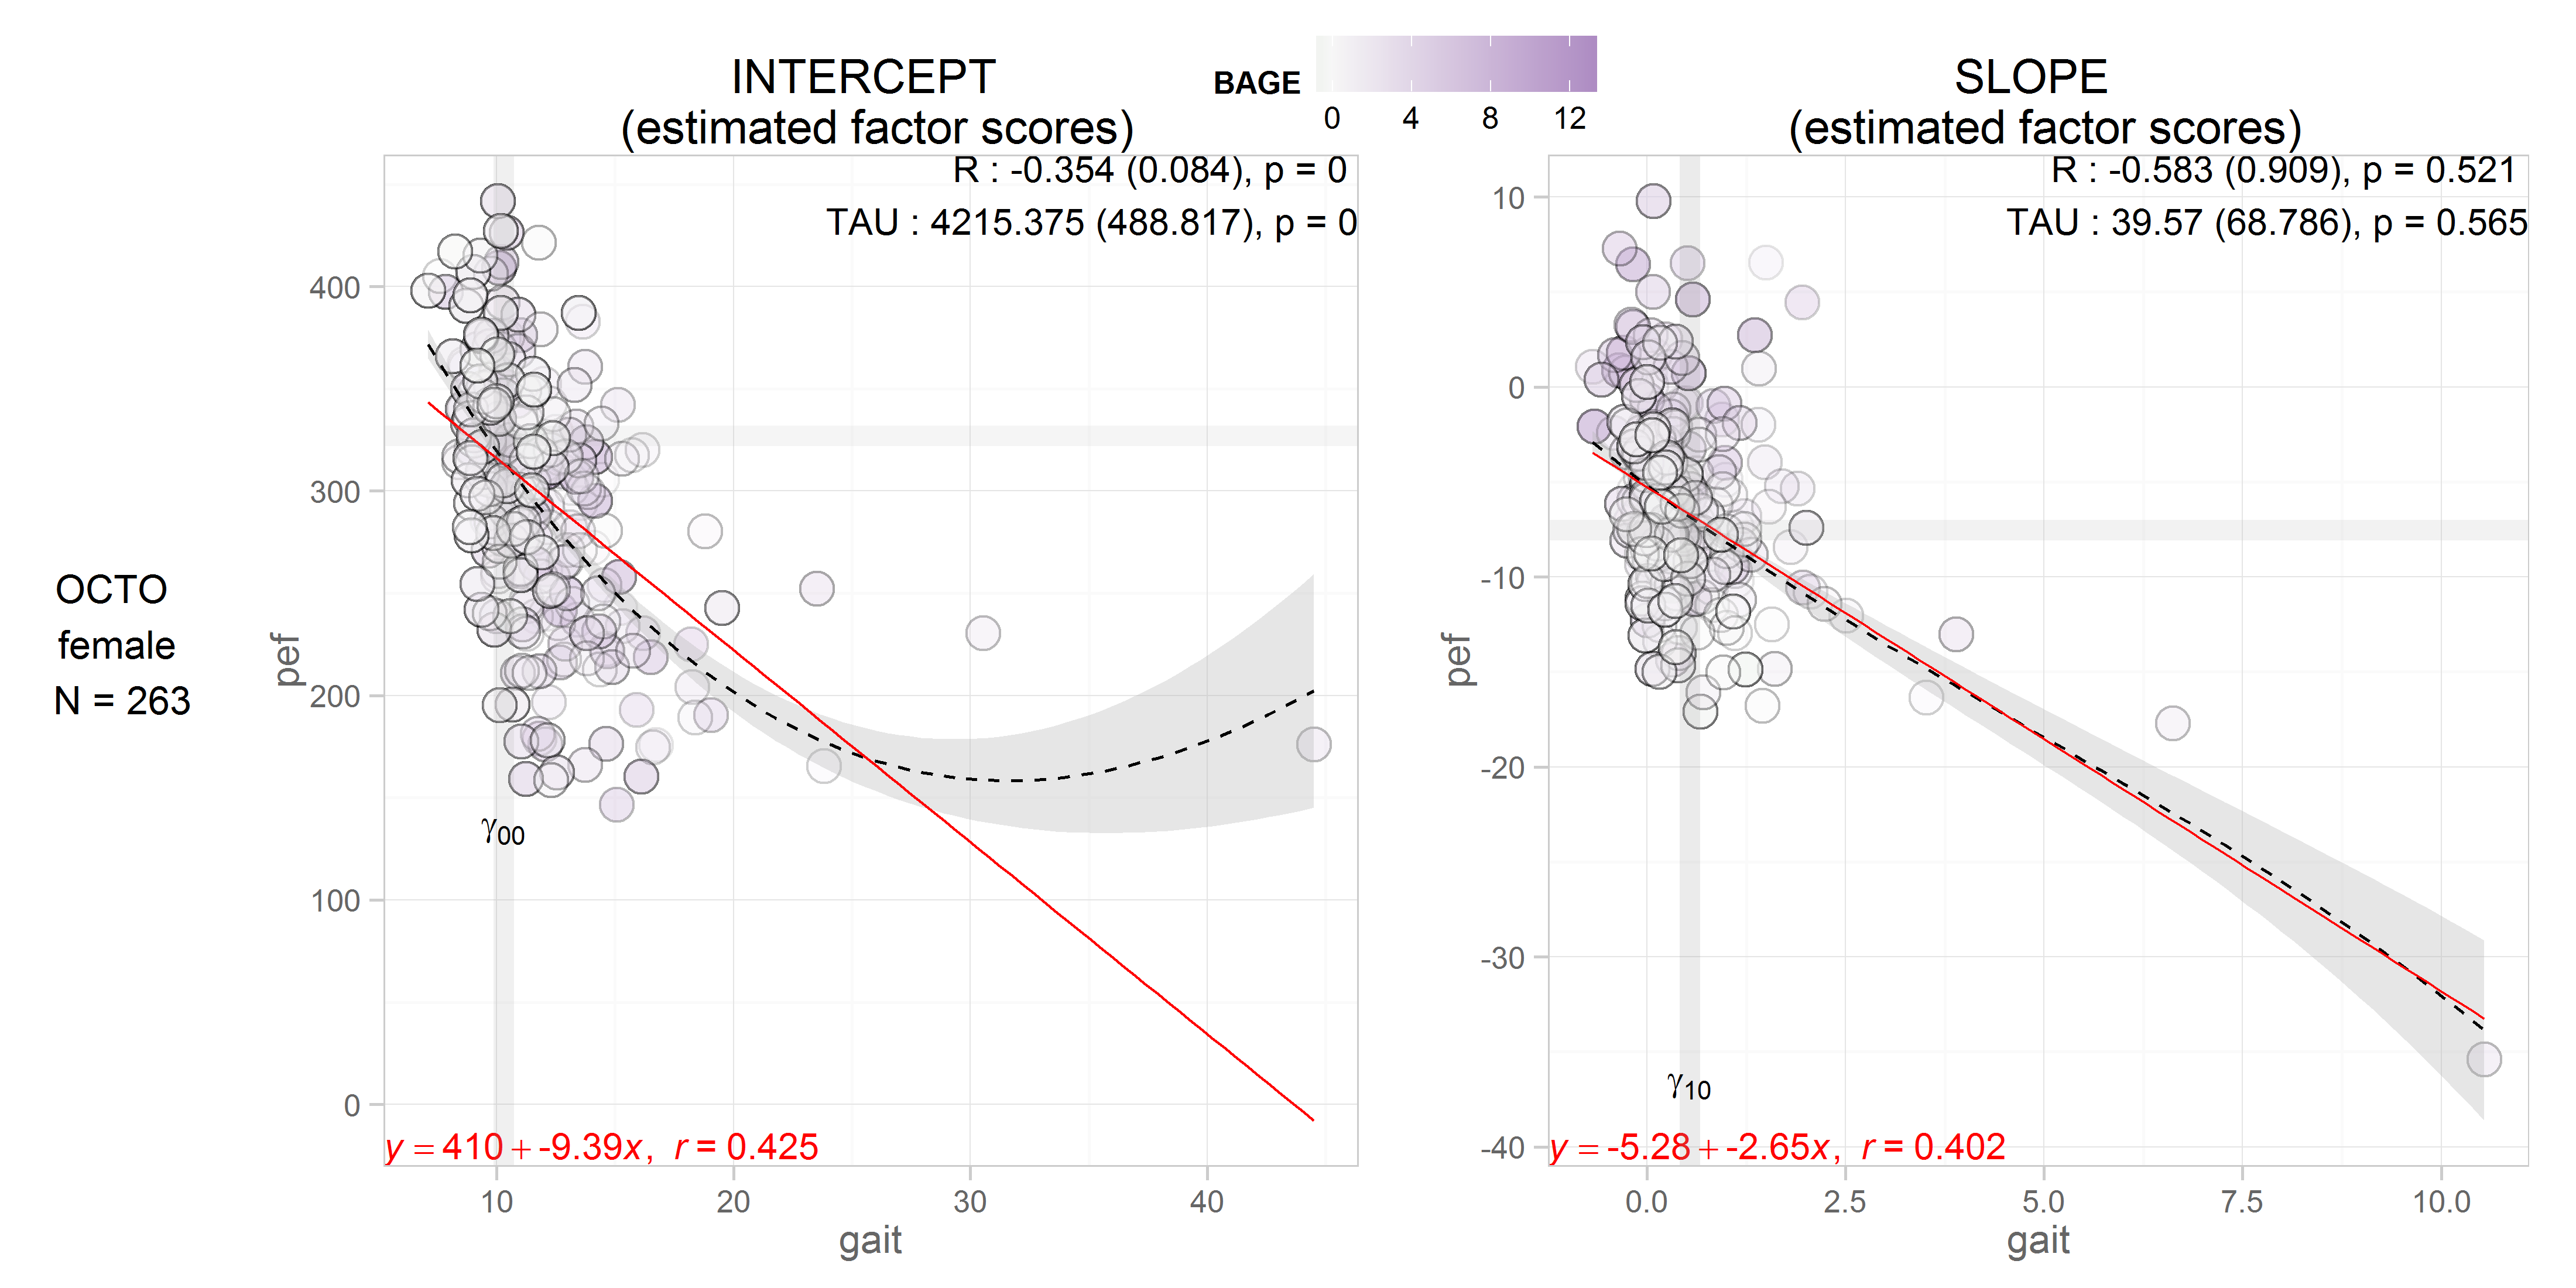 INTERCEPT
(estimated factor scores)
BAGE
0 4 8 12
SLOPE
(estimated factor scores)
OCTO
female
N = 263
R : -0.354 (0.084), p = 0
TAU : 4215.375 (488.817), p = 0
400
300
200
100
0
pef
γ00
y = 410 + -9.39x, r = 0.425
10 20 30 40
gait
R : -0.583 (0.909), p = 0.521
TAU : 39.57 (68.786), p = 0.565
10
0
-10
-20
-30
-40
pef
γ10
y = -5.28 + -2.65x, r = 0.402
0.0 2.5 5.0 7.5 10.0
gait